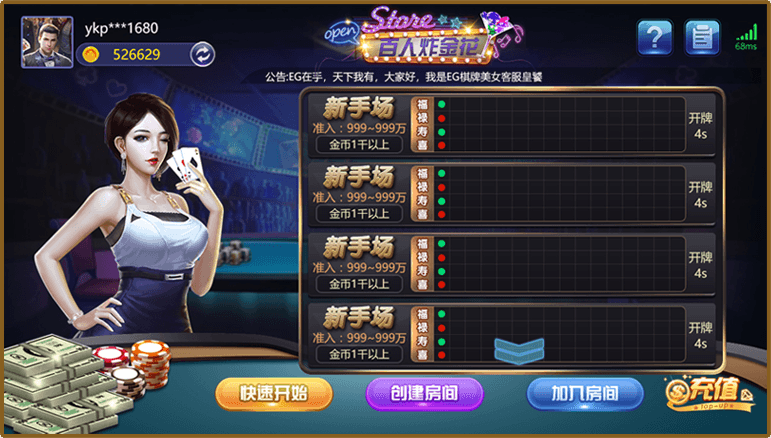 ykp***1680
526629
open
Store
百人炸金花
?
68ms
公告:EG在乎，天下我有，大家好，我是EG棋牌美女客服皇饕
新手场
准入：999~999万
金币1千以上
福
禄
寿
喜
开牌
4s
新手场
准入：999~999万
金币1千以上
福
禄
寿
喜
开牌
4s
新手场
准入：999~999万
金币1千以上
福
禄
寿
喜
开牌
4s
新手场
准入：999~999万
金币1千以上
福
禄
寿
喜
开牌
4s
快速开始
创建房间
加入房间
充值
top-up